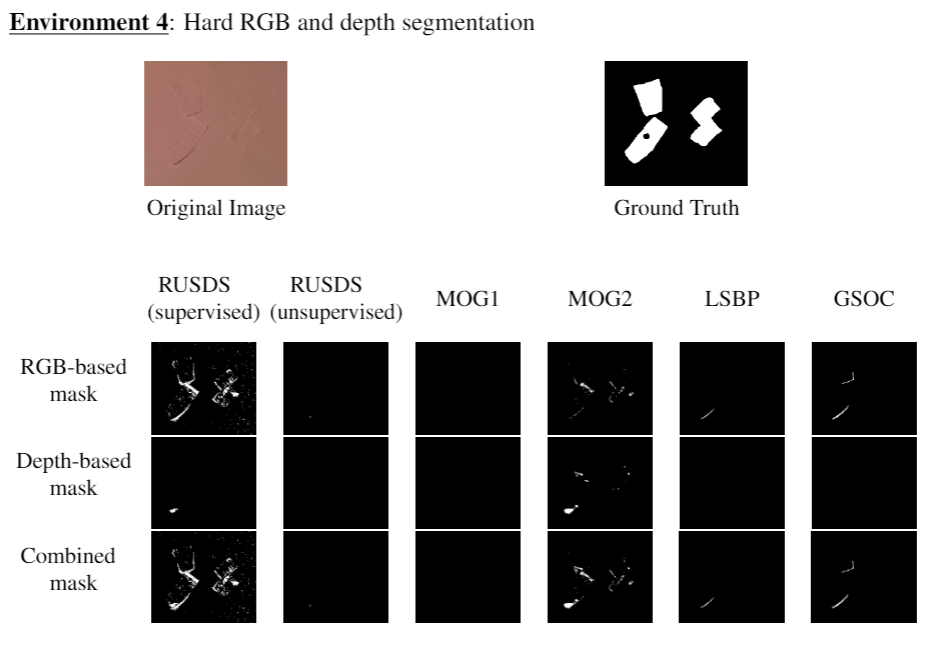 Environment 4: Hard RGB and depth segmentation
Original Image
Ground Truth
RUSDS
(supervised)
RUSDS
(unsupervised)
MOG1
MOG2
LSBP
GSOC
RGB-based
mask
Depth-based
mask
Combined
mask